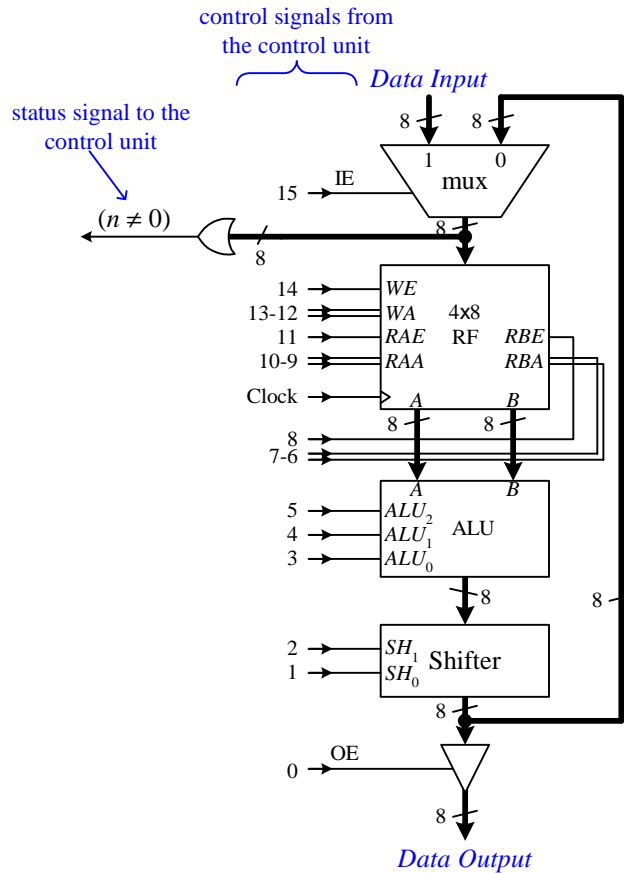 control signals from
the control unit
Data Input
status signal to the
control unit
8 8
1 0
mux
15 IE
8
(n ≠ 0)
8
14 WE
13-12 WA
4x8
RF
11 RAE RBE
10-9 RAA RBA
Clock
A B
8 8
8
7-6
A B
5 ALU2
4 ALU1
3 ALU0
ALU
8
8
2 SH1
1 SH0
Shifter
8
0 OE
8
Data Output